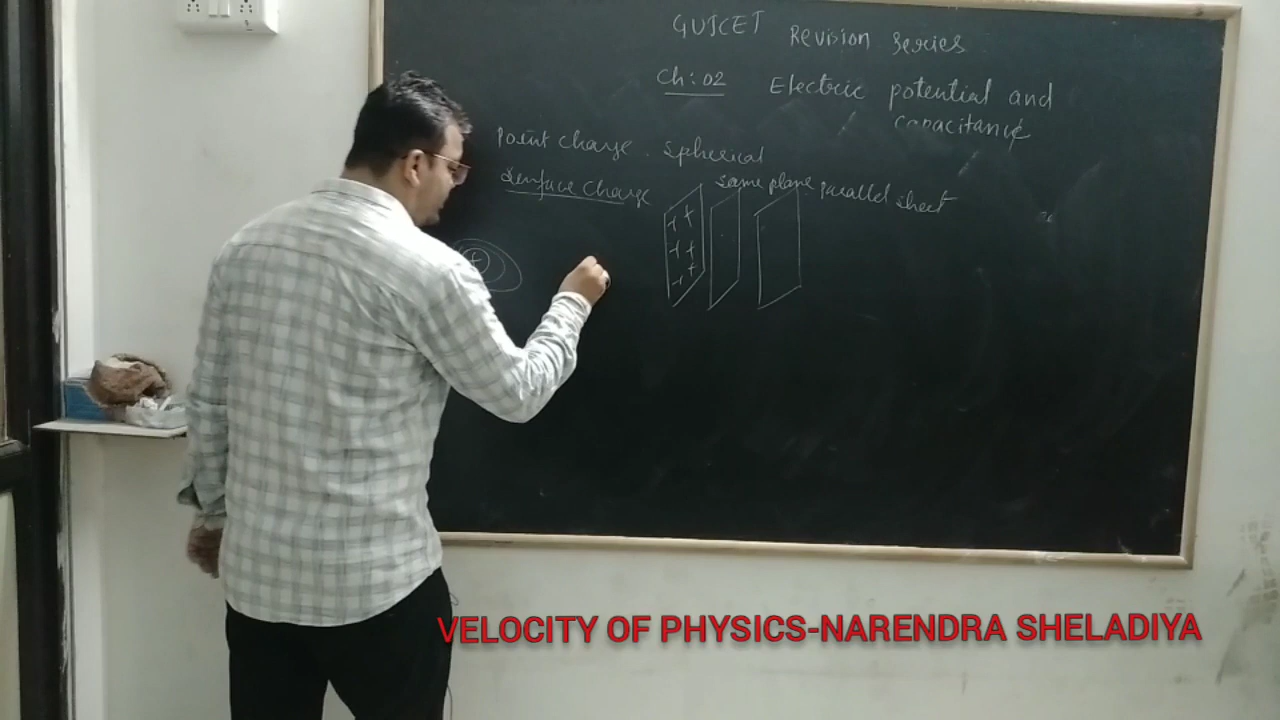 GUJCET Revision Series
Ch: 02 Electric potential and
capacitance
Point charge. Spherical
Surface charge same plane parallel sheet
+ +
+ +
+
+
+
VELOCITY OF PHYSICS-NARENDRA SHELADIYA